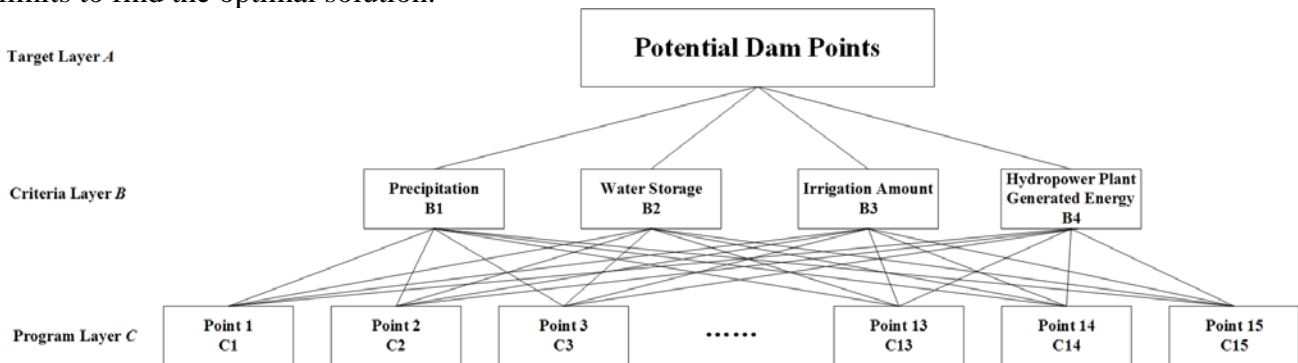 limits to find the optimal solution.
Target Layer A
Potential Dam Points
Criteria Layer B
Precipitation
B1
Water Storage
B2
Irrigation Amount
B3
Hydropower Plant
Generated Energy
B4
Program Layer C
Point 1
C1
Point 2
C2
Point 3
C3
......
Point 13
C13
Point 14
C14
Point 15
C15